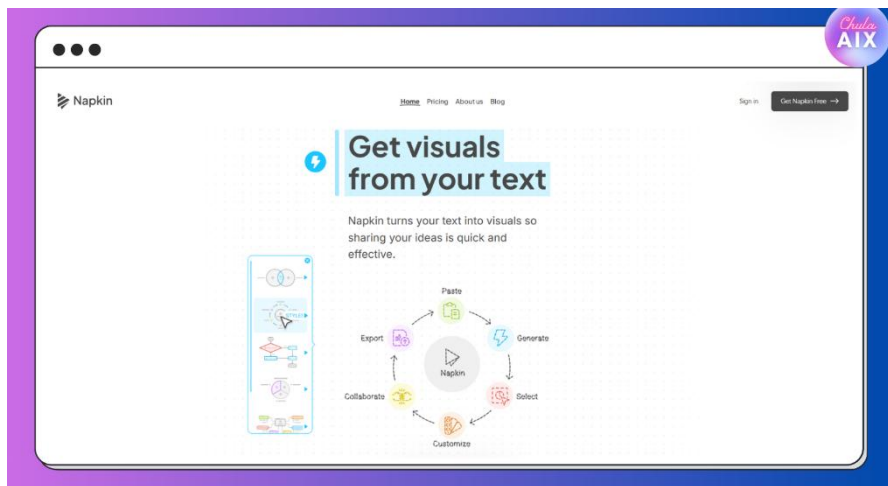 Chula
AIX
Napkin
Home Pricing About us Blog
Sign in
Get Napkin Free →
Get visuals
from your text
Napkin turns your text into visuals so
sharing your ideas is quick and
effective.
STYLE
Paste
Export
Generate
Napkin
Collaborate
Select
Customize